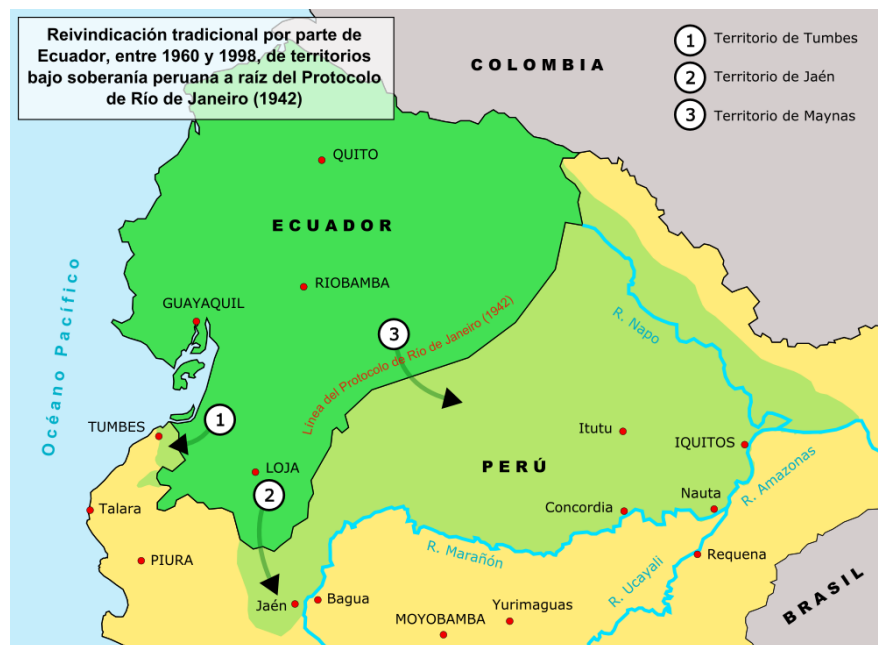 Reivindicación tradicional por parte de
Ecuador, entre 1960 y 1998, de territorios
bajo soberanía peruana a raíz del Protocolo
de Río de Janeiro (1942)
1 Territorio de Tumbes
2 Territorio de Jaén
3 Territorio de Maynas
COLOMBIA
QUITO
ECUADOR
RIOBAMBA
GUAYAQUIL
Océano Pacífico
3
Línea del Protocolo de Río de Janeiro (1942)
R. Napo
1
TUMBES
Itutu
IQUITOS
LOJA
PERÚ
2
R. Amazonas
Talara
Concordia
Nauta
R. Marañón
PIURA
R. Ucayali
Requena
Jaén
Bagua
Yurimaguas
MOYOBAMBA
BRASIL